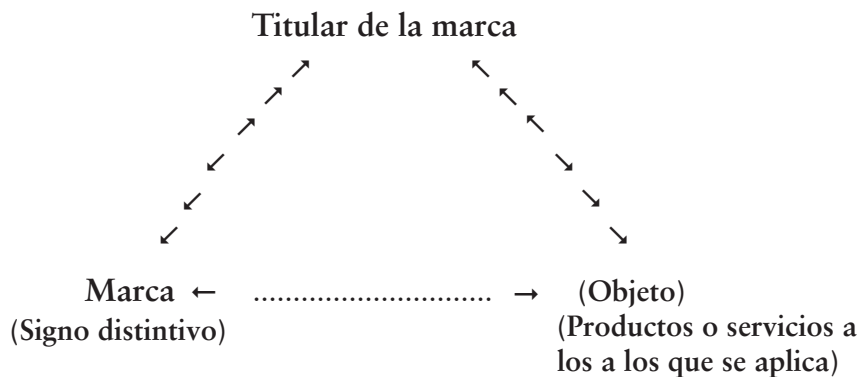 Titular de la marca
Marca ← .............................. → (Objeto)
(Signo distintivo)
(Productos o servicios a
los a los que se aplica)